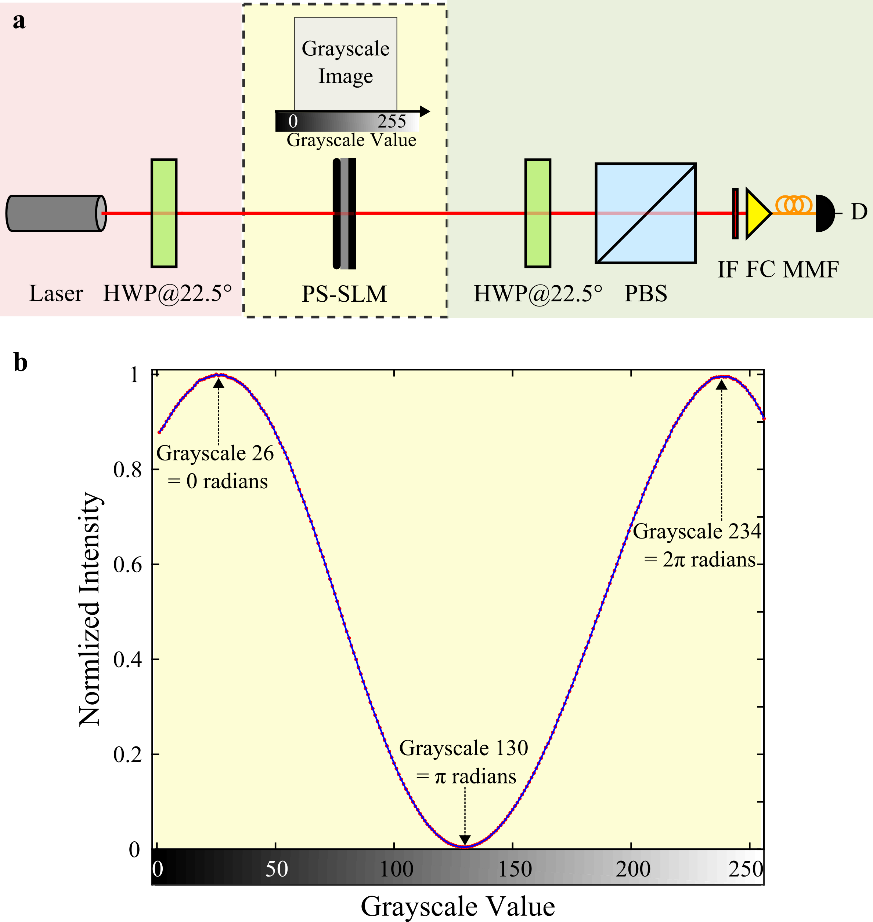 a
Grayscale
Image
0 255
Grayscale Value
Laser
HWP@22.5°
PS-SLM
HWP@22.5°
PBS
IF FC MMF
D
b
Normlized Intensity
1
0.8
0.6
0.4
0.2
0
Grayscale 26
= 0 radians
Grayscale 234
= 2π radians
Grayscale 130
= π radians
0 50 100 150 200 250
Grayscale Value